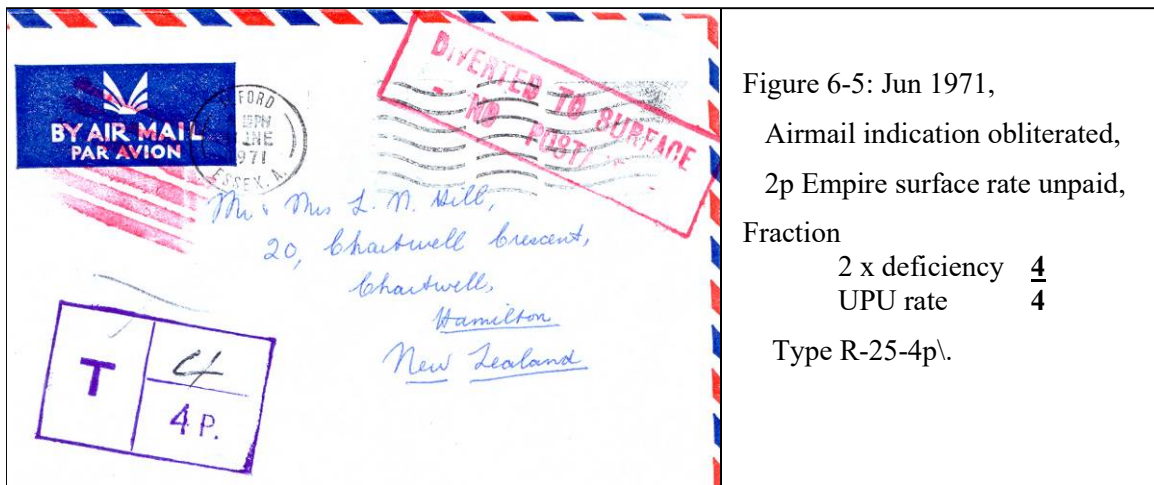 BY AIR MAIL
PAR AVION
FORD
15PM
NE
1971
ESSEX. A.
DIVERTED TO SURFACE
- NO POST
Mr & Mrs L. N. Hill,
20, Chartwell Crescent,
Chartwell,
Hamilton
New Zealand
T
4
4 P.
Figure 6-5: Jun 1971,
Airmail indication obliterated,
2p Empire surface rate unpaid,
Fraction
2 x deficiency 4
UPU rate 4
Type R-25-4p\.